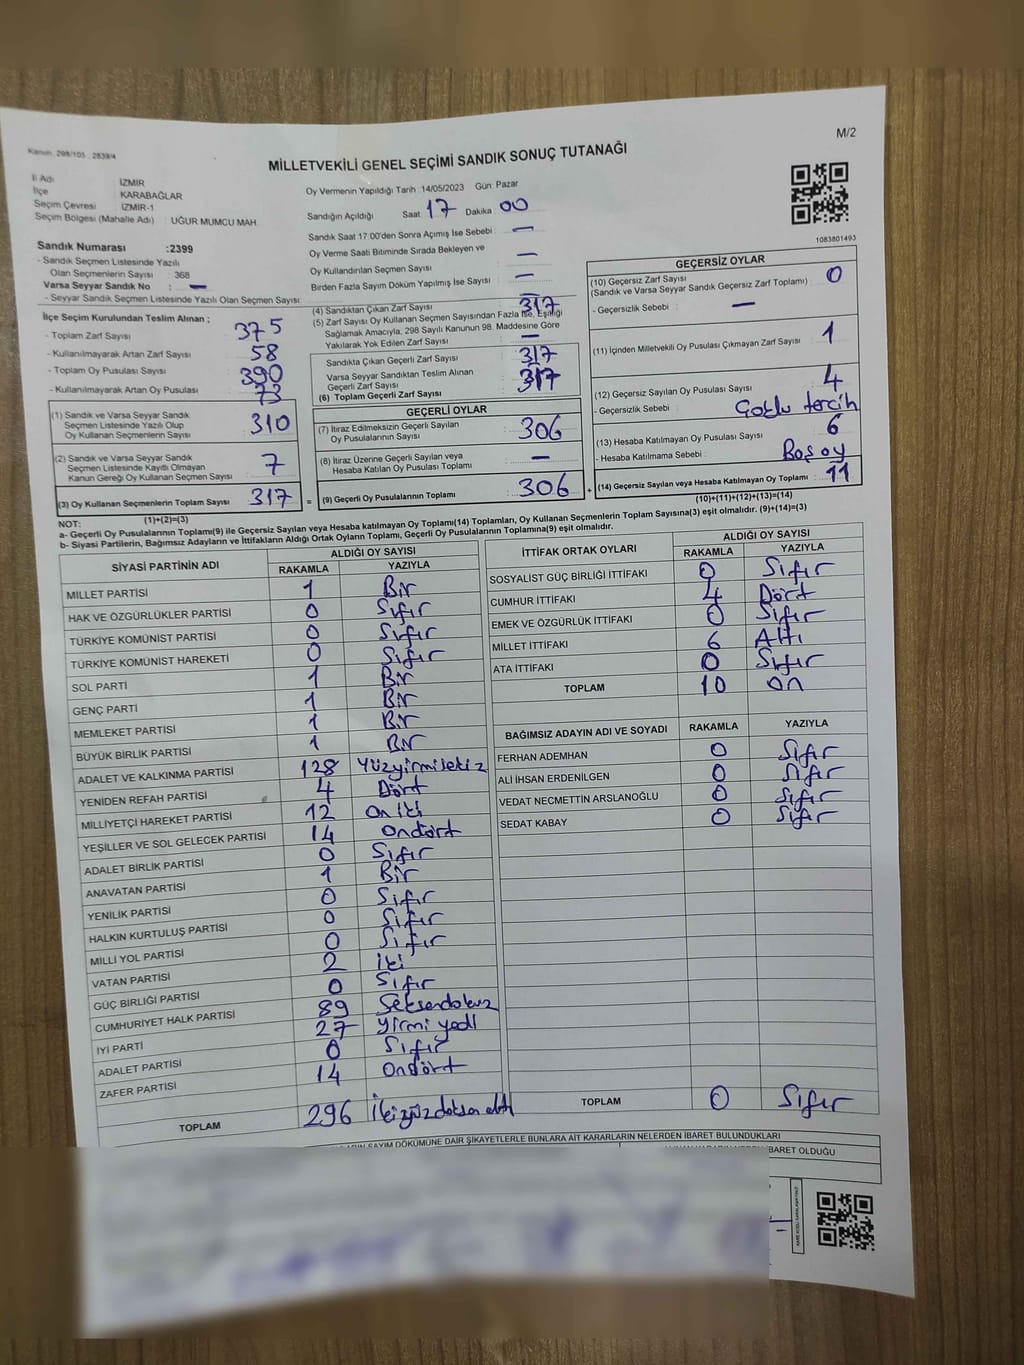 Kanun: 298/105 , 2839/4
M/2
MİLLETVEKİLİ GENEL SEÇİMİ SANDIK SONUÇ TUTANAĞI
İl Adı İZMİR
İlçe KARABAĞLAR
Seçim Çevresi İZMİR-1
Seçim Bölgesi (Mahalle Adı) : UĞUR MUMCU MAH
Sandık Numarası :2399
- Sandık Seçmen Listesinde Yazılı
Olan Seçmenlerin Sayısı : 368
Varsa Seyyar Sandık No : -
- Seyyar Sandık Seçmen Listesinde Yazılı Olan Seçmen Sayısı
İlçe Seçim Kurulundan Teslim Alınan ;
- Toplam Zarf Sayısı 375
- Kullanılmayarak Artan Zarf Sayısı 58
- Toplam Oy Pusulası Sayısı 390
- Kullanılmayarak Artan Oy Pusulası 73
(1) Sandık ve Varsa Seyyar Sandık
Seçmen Listesinde Yazılı Olup
Oy Kullanan Seçmenlerin Sayısı 310
(2) Sandık ve Varsa Seyyar Sandık
Seçmen Listesinde Kayıtlı Olmayan
Kanun Gereği Oy Kullanan Seçmen Sayısı 7
(3) Oy Kullanan Seçmenlerin Toplam Sayısı 317 =
(1)+(2)=(3)
Oy Vermenin Yapıldığı Tarih : 14/05/2023 Gün: Pazar
Sandığın Açıldığı Saat 17 Dakika 00
Sandık Saat 17:00'den Sonra Açımış İse Sebebi : -
Oy Verme Saati Bitiminde Sırada Bekleyen ve
Oy Kullandırılan Seçmen Sayısı -
Birden Fazla Sayım Döküm Yapılmış İse Sayısı -
(4) Sandıktan Çıkan Zarf Sayısı 317
(5) Zarf Sayısı Oy Kullanan Seçmen Sayısından Fazla İse, Eşitliği
Sağlamak Amacıyla, 298 Sayılı Kanunun 98. Maddesine Göre
Yakılarak Yok Edilen Zarf Sayısı -
Sandıkta Çıkan Geçerli Zarf Sayısı 317
Varsa Seyyar Sandıktan Teslim Alınan
Geçerli Zarf Sayısı
(6) Toplam Geçerli Zarf Sayısı 317
GEÇERLİ OYLAR
(7) İtiraz Edilmeksizin Geçerli Sayılan
Oy Pusulalarının Sayısı 306
(8) İtiraz Üzerine Geçerli Sayılan veya
Hesaba Katılan Oy Pusulası Toplamı -
(9) Geçerli Oy Pusulalarının Toplamı 306 +
1083801493
GEÇERSİZ OYLAR
(10) Geçersiz Zarf Sayısı
(Sandık ve Varsa Seyyar Sandık Geçersiz Zarf Toplamı) : 0
- Geçersizlik Sebebi : -
(11) İçinden Milletvekili Oy Pusulası Çıkmayan Zarf Sayısı 1
(12) Geçersiz Sayılan Oy Pusulası Sayısı 4
- Geçersizlik Sebebi : Çoklu tercih
(13) Hesaba Katılmayan Oy Pusulası Sayısı 6
- Hesaba Katılmama Sebebi : Boş oy
(14) Geçersiz Sayılan veya Hesaba Katılmayan Oy Toplamı 11
(10)+(11)+(12)+(13)=(14)
NOT:
a- Geçerli Oy Pusulalarının Toplamı(9) ile Geçersiz Sayılan veya Hesaba katılmayan Oy Toplamı(14) Toplamları, Oy Kullanan Seçmenlerin Toplam Sayısına(3) eşit olmalıdır. (9)+(14)=(3)
b- Siyasi Partilerin, Bağımsız Adayların ve İttifakların Aldığı Ortak Oyların Toplamı, Geçerli Oy Pusulalarının Toplamına(9) eşit olmalıdır.
SİYASİ PARTİNİN ADI ALDIĞI OY SAYISI
RAKAMLA YAZIYLA
MİLLET PARTİSİ 1 Bir
HAK VE ÖZGÜRLÜKLER PARTİSİ 0 Sıfır
TÜRKİYE KOMÜNİST PARTİSİ 0 Sıfır
TÜRKİYE KOMÜNİST HAREKETİ 0 Sıfır
SOL PARTİ 1 Bir
GENÇ PARTİ 1 Bir
MEMLEKET PARTİSİ 1 Bir
BÜYÜK BİRLİK PARTİSİ 1 Bir
ADALET VE KALKINMA PARTİSİ 128 Yüzyirmisekiz
YENİDEN REFAH PARTİSİ 4 Dört
MİLLİYETÇİ HAREKET PARTİSİ 12 On iki
YEŞİLLER VE SOL GELECEK PARTİSİ 14 Ondört
ADALET BİRLİK PARTİSİ 0 Sıfır
ANAVATAN PARTİSİ 1 Bir
YENİLİK PARTİSİ 0 Sıfır
HALKIN KURTULUŞ PARTİSİ 0 Sıfır
MİLLİ YOL PARTİSİ 0 Sıfır
VATAN PARTİSİ 2 iki
GÜÇ BİRLİĞİ PARTİSİ 0 Sıfır
CUMHURİYET HALK PARTİSİ 89 Seksendokuz
İYİ PARTİ 27 Yirmi yedi
ADALET PARTİSİ 0 Sıfır
ZAFER PARTİSİ 14 Ondört
TOPLAM 296 İkiyüzdoksan altı
İTTİFAK ORTAK OYLARI ALDIĞI OY SAYISI
RAKAMLA YAZIYLA
SOSYALİST GÜÇ BİRLİĞİ İTTİFAKI 0 Sıfır
CUMHUR İTTİFAKI 4 Dört
EMEK VE ÖZGÜRLÜK İTTİFAKI 0 Sıfır
MİLLET İTTİFAKI 6 Altı
ATA İTTİFAKI 0 Sıfır
TOPLAM 10 on
BAĞIMSIZ ADAYIN ADI VE SOYADI RAKAMLA YAZIYLA
FERHAN ADEMHAN 0 Sıfır
ALİ İHSAN ERDENİLGEN 0 Sıfır
VEDAT NECMETTİN ARSLANOĞLU 0 Sıfır
SEDAT KABAY 0 Sıfır
TOPLAM 0 Sıfır
SAYIM DÖKÜMÜNE DAİR ŞİKAYETLERLE BUNLARA AİT KARARLARIN NELERDEN İBARET BULUNDUKLARI
İBARET OLDUĞU